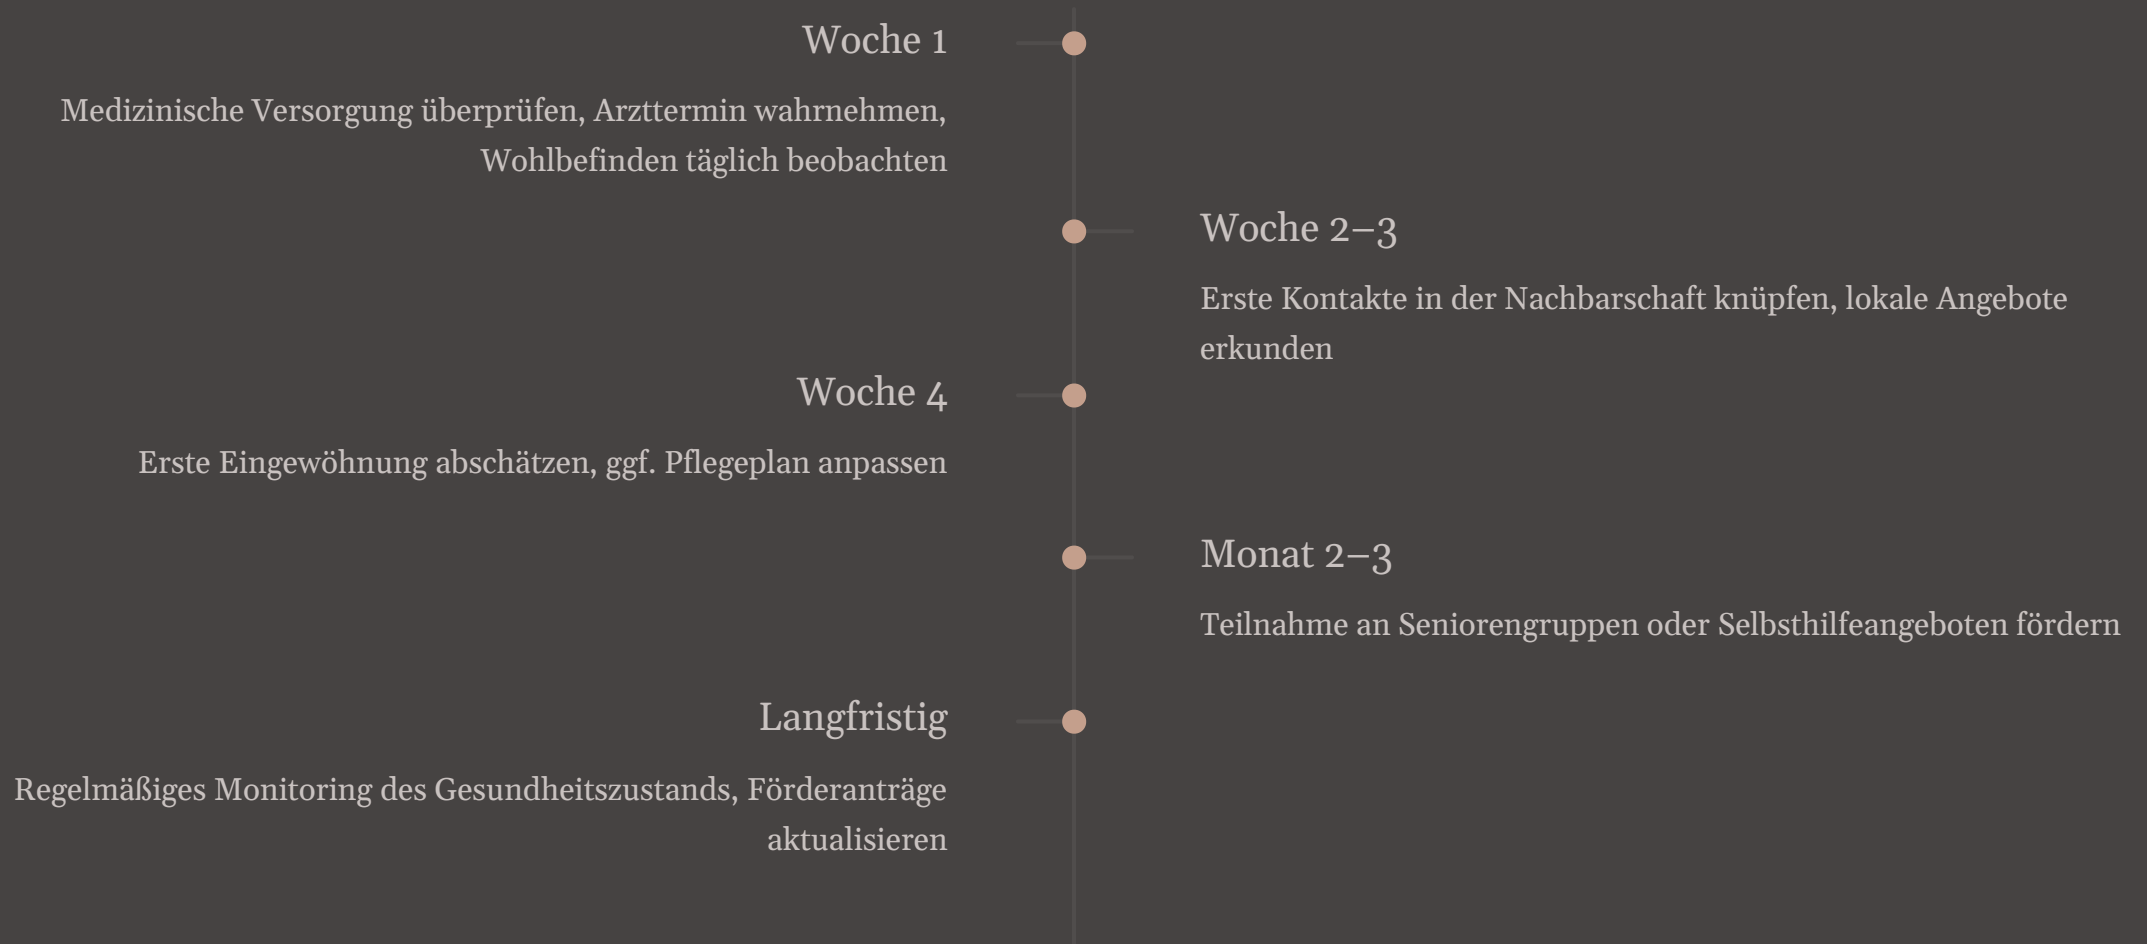 Woche 1
Medizinische Versorgung überprüfen, Arzttermin wahrnehmen,
Wohlbefinden täglich beobachten
Woche 2–3
Erste Kontakte in der Nachbarschaft knüpfen, lokale Angebote
erkunden
Woche 4
Erste Eingewöhnung abschätzen, ggf. Pflegeplan anpassen
Monat 2–3
Teilnahme an Seniorengruppen oder Selbsthilfeangeboten fördern
Langfristig
Regelmäßiges Monitoring des Gesundheitszustands, Förderanträge
aktualisieren